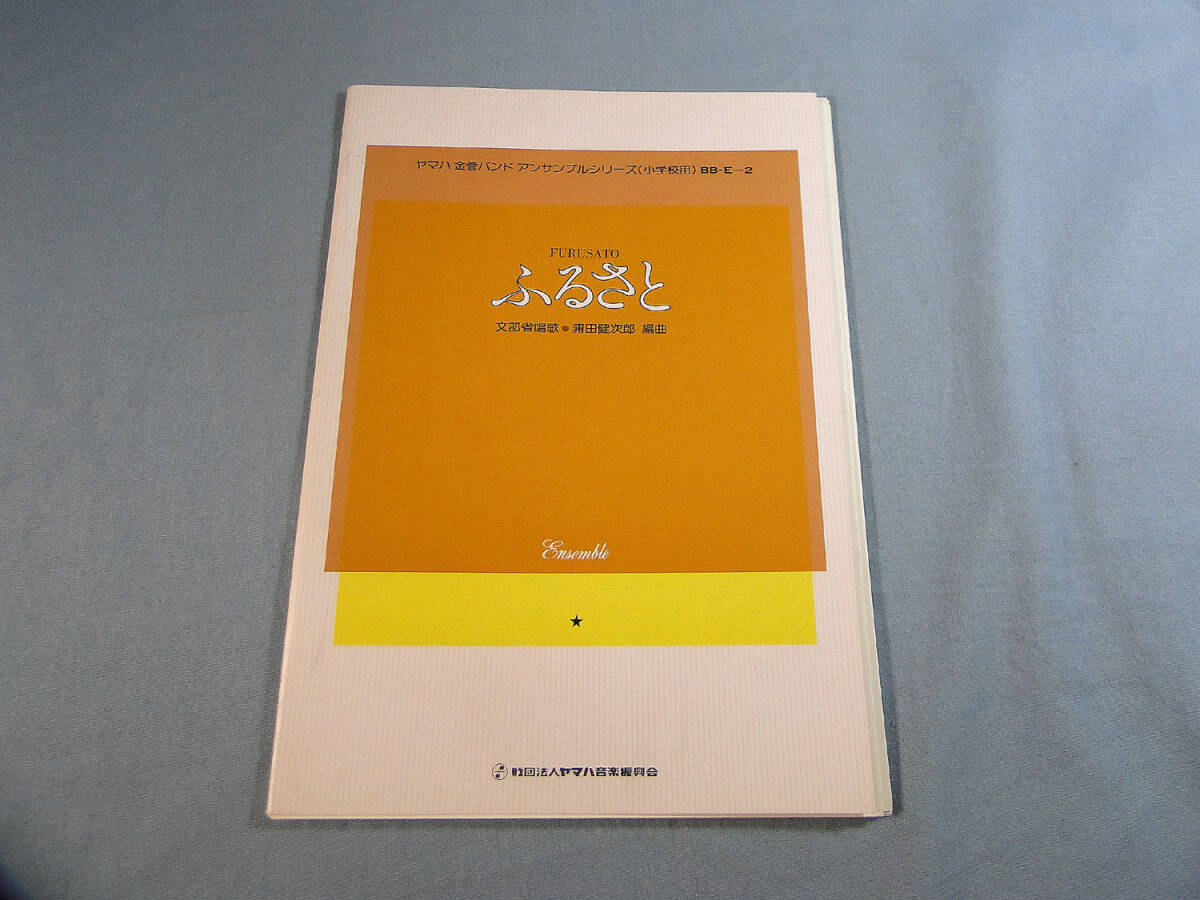 ヤマハ 金管バンド アンサンブルシリーズ(小学校用) BB-E-2
FURUSATO
ふるさと
文部省唱歌●浦田健次郎 編曲
Ensemble
★
財団法人ヤマハ音楽振興会